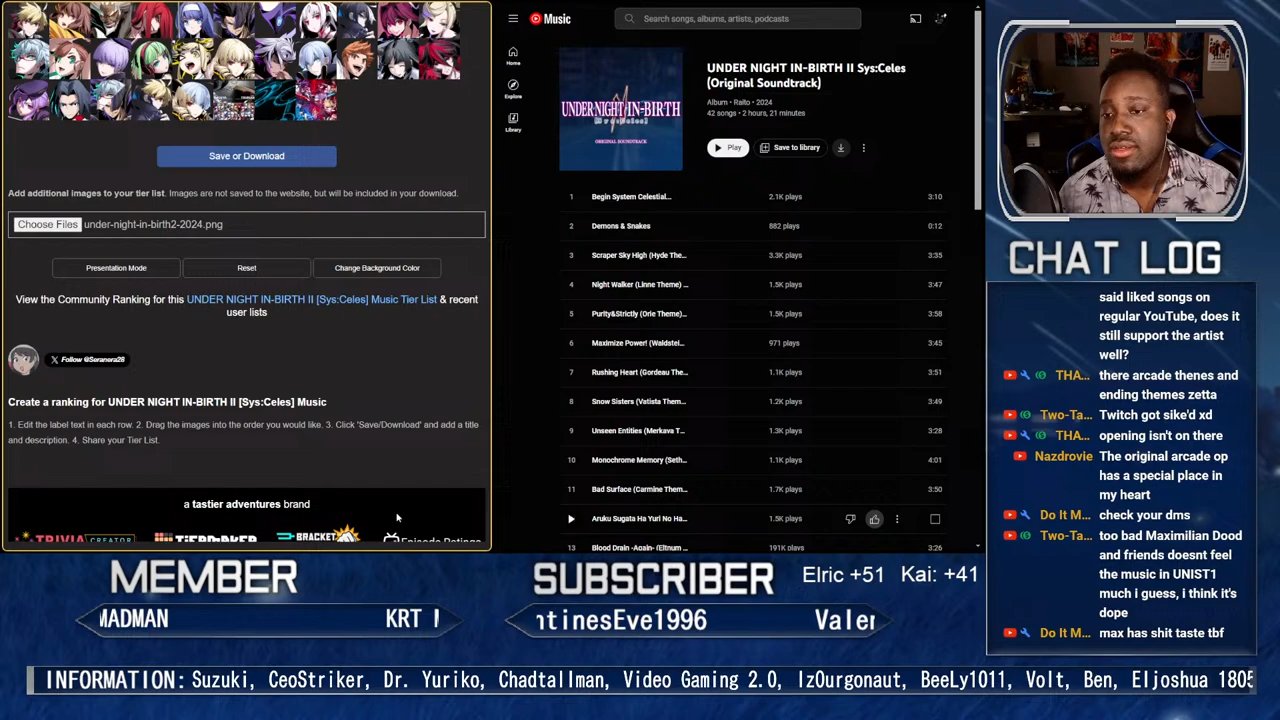 Save or Download
Add additional images to your tier list. Images are not saved to the website, but will be included in your download.
Choose Files under-night-in-birth2-2024.png
Presentation Mode
Reset
Change Background Color
View the Community Ranking for this UNDER NIGHT IN-BIRTH II [Sys:Celes] Music Tier List & recent
user lists
Follow @Seranera28
Create a ranking for UNDER NIGHT IN-BIRTH II [Sys:Celes] Music
1. Edit the label text in each row. 2. Drag the images into the order you would like. 3. Click 'Save/Download' and add a title
and description. 4. Share your Tier List.
a tastier adventures brand
TRIVIA CREATOR
TIERMAKER
BRACKET
Episode Ratings
Music
Search songs, albums, artists, podcasts
Home
Explore
Library
UNDER NIGHT IN-BIRTH
ORIGINAL SOUNDTRACK
UNDER NIGHT IN-BIRTH II Sys:Celes
(Original Soundtrack)
Album • Raito • 2024
42 songs • 2 hours, 21 minutes
Play
Save to library
1 Begin System Celestial... 2.1K plays 3:10
2 Demons & Snakes 882 plays 0:12
3 Scraper Sky High (Hyde The... 3.3K plays 3:35
4 Night Walker (Linne Theme) ... 1.5K plays 3:47
5 Purity&Strictly (Orie Theme)... 1.5K plays 3:58
6 Maximize Power! (Waldstei... 971 plays 3:45
7 Rushing Heart (Gordeau The... 1.1K plays 3:51
8 Snow Sisters (Vatista Them... 1.2K plays 3:49
9 Unseen Entities (Merkava T... 1.3K plays 3:28
10 Monochrome Memory (Seth... 1.1K plays 4:01
11 Bad Surface (Carmine Them... 1.7K plays 3:50
Aruku Sugata Ha Yuri No Ha... 1.5K plays
13 Blood Drain -Again- (Eltnum ... 191K plays 3:26
CHAT LOG
said liked songs on
regular YouTube, does it
still support the artist
well?
THA... there arcade thenes and
ending themes zetta
Two-Ta... Twitch got sike'd xd
THA... opening isn't on there
Nazdrovie The original arcade op
has a special place in
my heart
Do It M... check your dms
Two-Ta... too bad Maximilian Dood
and friends doesnt feel
the music in UNIST1
much i guess, i think it's
dope
Do It M... max has shit taste tbf
MEMBER
MADMAN KRT
SUBSCRIBER
Elric +51 Kai: +41
ntinesEve1996 Valer
INFORMATION: Suzuki, CeoStriker, Dr. Yuriko, Chadtallman, Video Gaming 2.0, IzOurgonaut, BeeLy1011, Volt, Ben, Eljoshua 1805